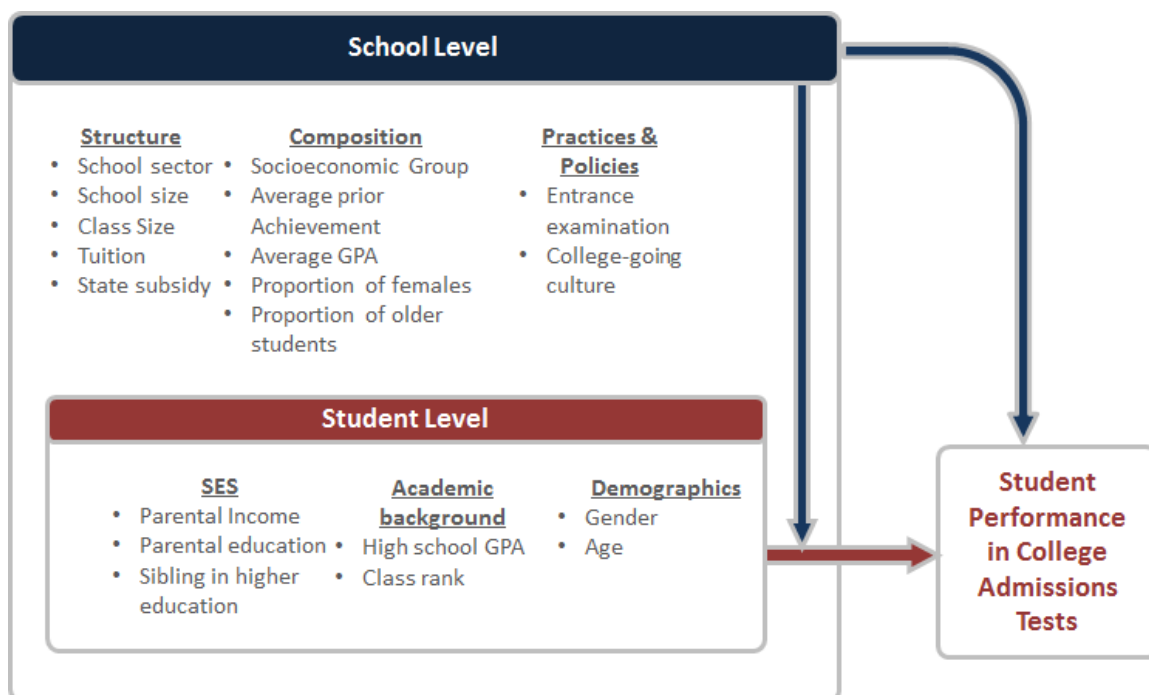 School Level
Structure
• School sector
• School size
• Class Size
• Tuition
• State subsidy
Composition
• Socioeconomic Group
• Average prior
Achievement
• Average GPA
• Proportion of females
• Proportion of older
students
Practices &
Policies
• Entrance
examination
• College-going
culture
Student Level
SES
• Parental Income
• Parental education
• Sibling in higher
education
Academic
background
• High school GPA
• Class rank
Demographics
• Gender
• Age
Student
Performance
in College
Admissions
Tests